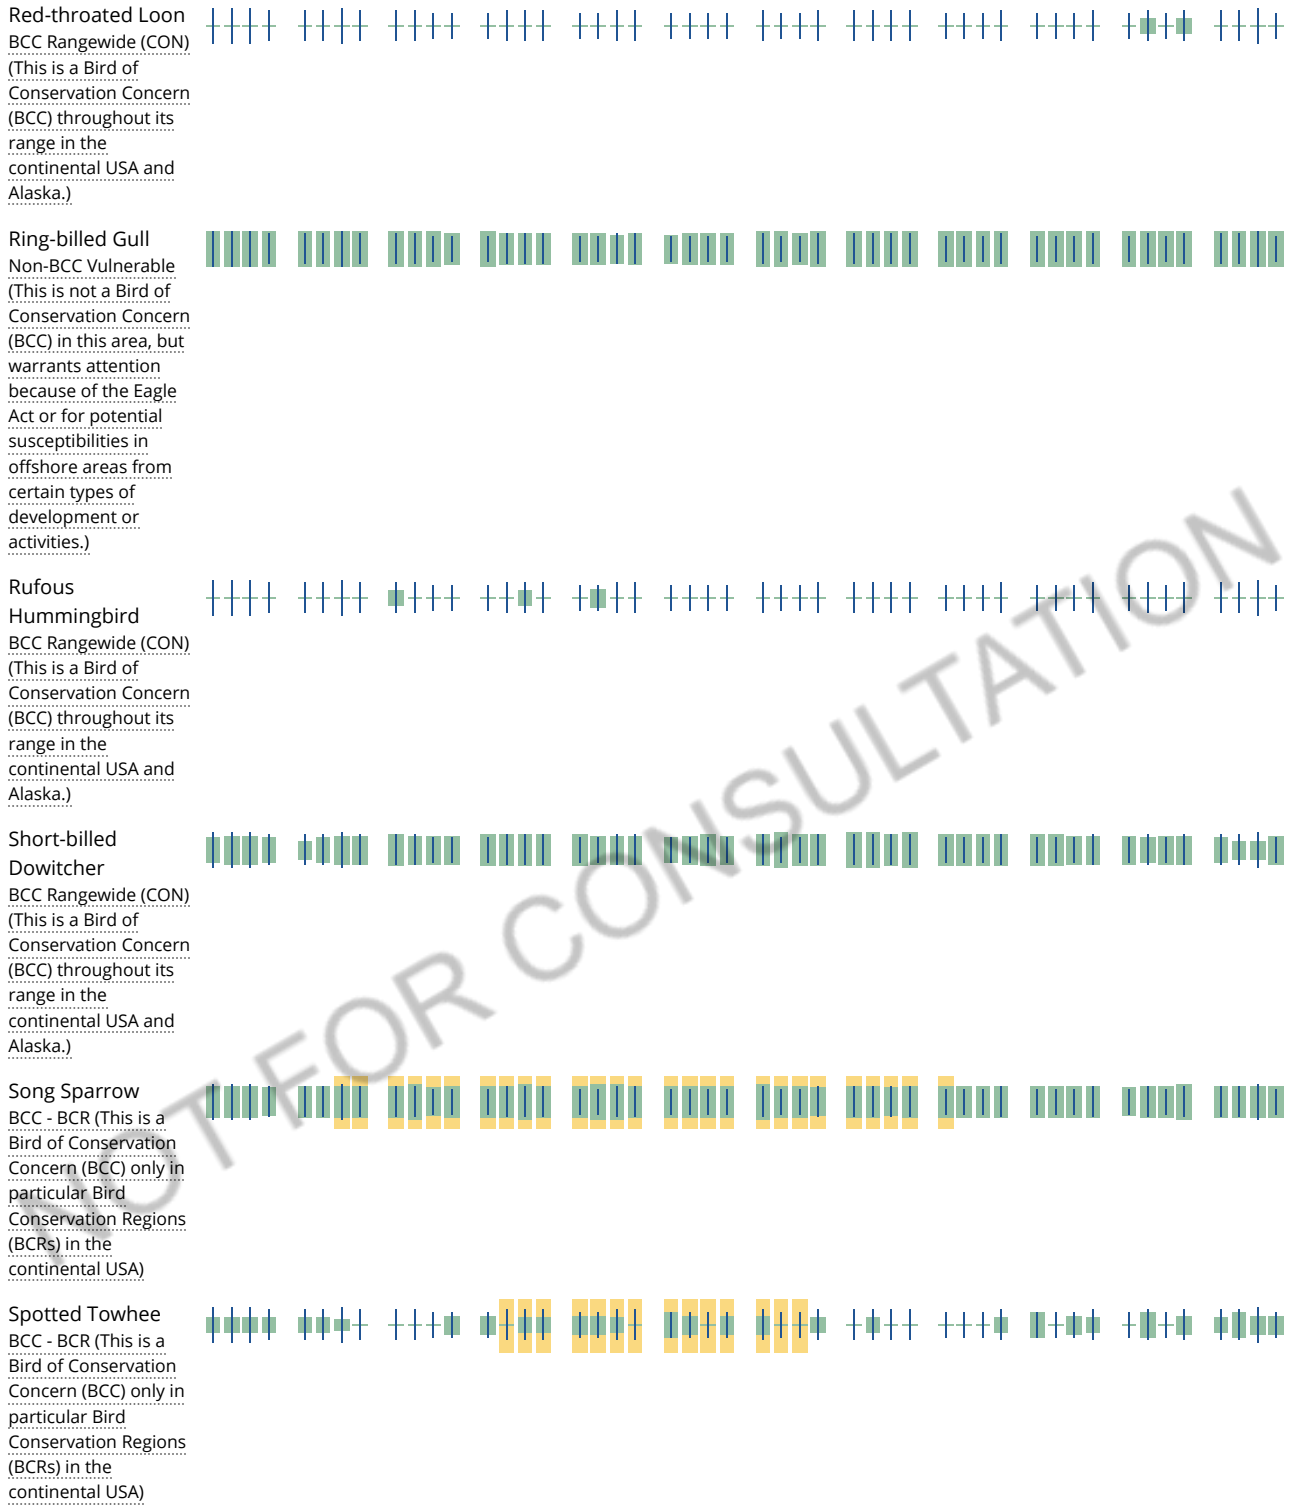 Red-throated Loon
BCC Rangewide (CON)
(This is a Bird of
Conservation Concern
(BCC) throughout its
range in the
continental USA and
Alaska.)
Ring-billed Gull
Non-BCC Vulnerable
(This is not a Bird of
Conservation Concern
(BCC) in this area, but
warrants attention
because of the Eagle
Act or for potential
susceptibilities in
offshore areas from
certain types of
development or
activities.)
Rufous
Hummingbird
BCC Rangewide (CON)
(This is a Bird of
Conservation Concern
(BCC) throughout its
range in the
continental USA and
Alaska.)
Short-billed
Dowitcher
BCC Rangewide (CON)
(This is a Bird of
Conservation Concern
(BCC) throughout its
range in the
continental USA and
Alaska.)
Song Sparrow
BCC - BCR (This is a
Bird of Conservation
Concern (BCC) only in
particular Bird
Conservation Regions
(BCRs) in the
continental USA)
Spotted Towhee
BCC - BCR (This is a
Bird of Conservation
Concern (BCC) only in
particular Bird
Conservation Regions
(BCRs) in the
continental USA)
NOT FOR CONSULTATION